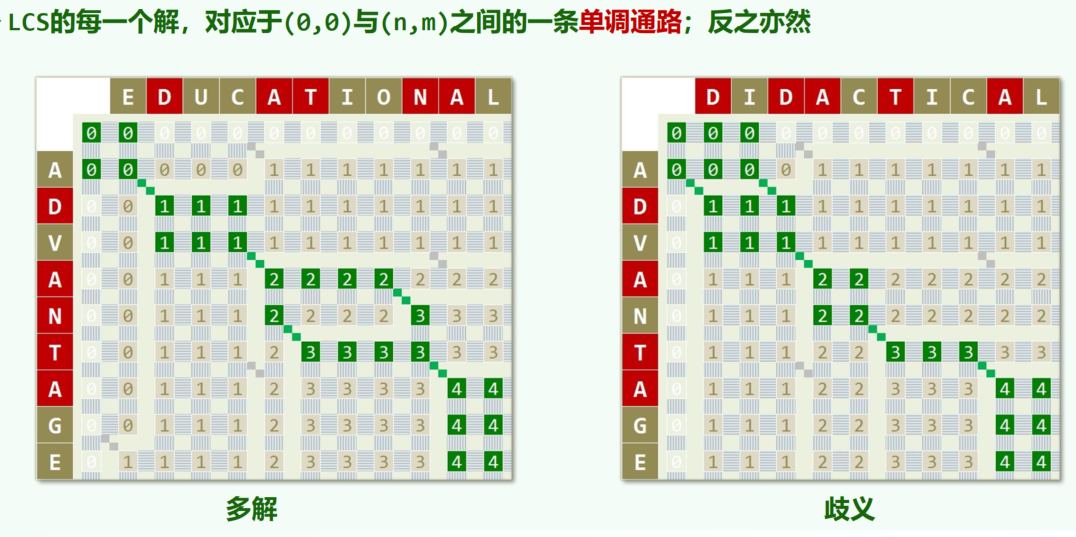 LCS的每一个解，对应于(0,0)与(n,m)之间的一条单调通路；反之亦然
E D U C A T I O N A L
0 0 0 0 0 0 0 0 0 0 0 0
A 0 0 0 0 0 1 1 1 1 1 1 1
D 0 0 1 1 1 1 1 1 1 1 1 1
V 0 0 1 1 1 1 1 1 1 1 1 1
A 0 0 1 1 1 2 2 2 2 2 2 2
N 0 0 1 1 1 2 2 2 2 3 3 3
T 0 0 1 1 1 2 3 3 3 3 3 3
A 0 0 1 1 1 2 3 3 3 3 4 4
G 0 0 1 1 1 2 3 3 3 3 4 4
E 0 1 1 1 1 2 3 3 3 3 4 4
多解
D I D A C T I C A L
0 0 0 0 0 0 0 0 0 0 0
A 0 0 0 0 1 1 1 1 1 1 1
D 0 1 1 1 1 1 1 1 1 1 1
V 0 1 1 1 1 1 1 1 1 1 1
A 0 1 1 1 2 2 2 2 2 2 2
N 0 1 1 1 2 2 2 2 2 2 2
T 0 1 1 1 2 2 3 3 3 3 3
A 0 1 1 1 2 2 3 3 3 4 4
G 0 1 1 1 2 2 3 3 3 4 4
E 0 1 1 1 2 2 3 3 3 4 4
歧义